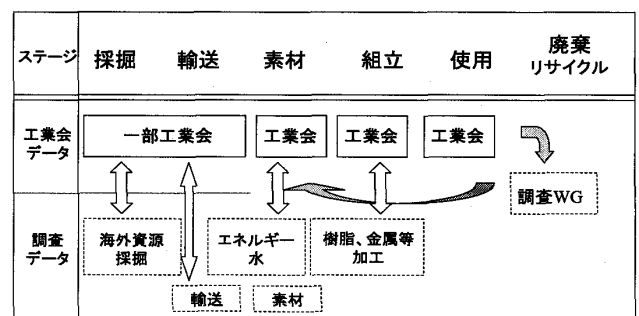 ステージ 採掘 輸送 素材 組立 使用 廃棄
リサイクル
工業会
データ
一部工業会 工業会 工業会 工業会
調査WG
調査
データ
海外資源
採掘
エネルギー
水
樹脂、金属等
加工
輸送 素材